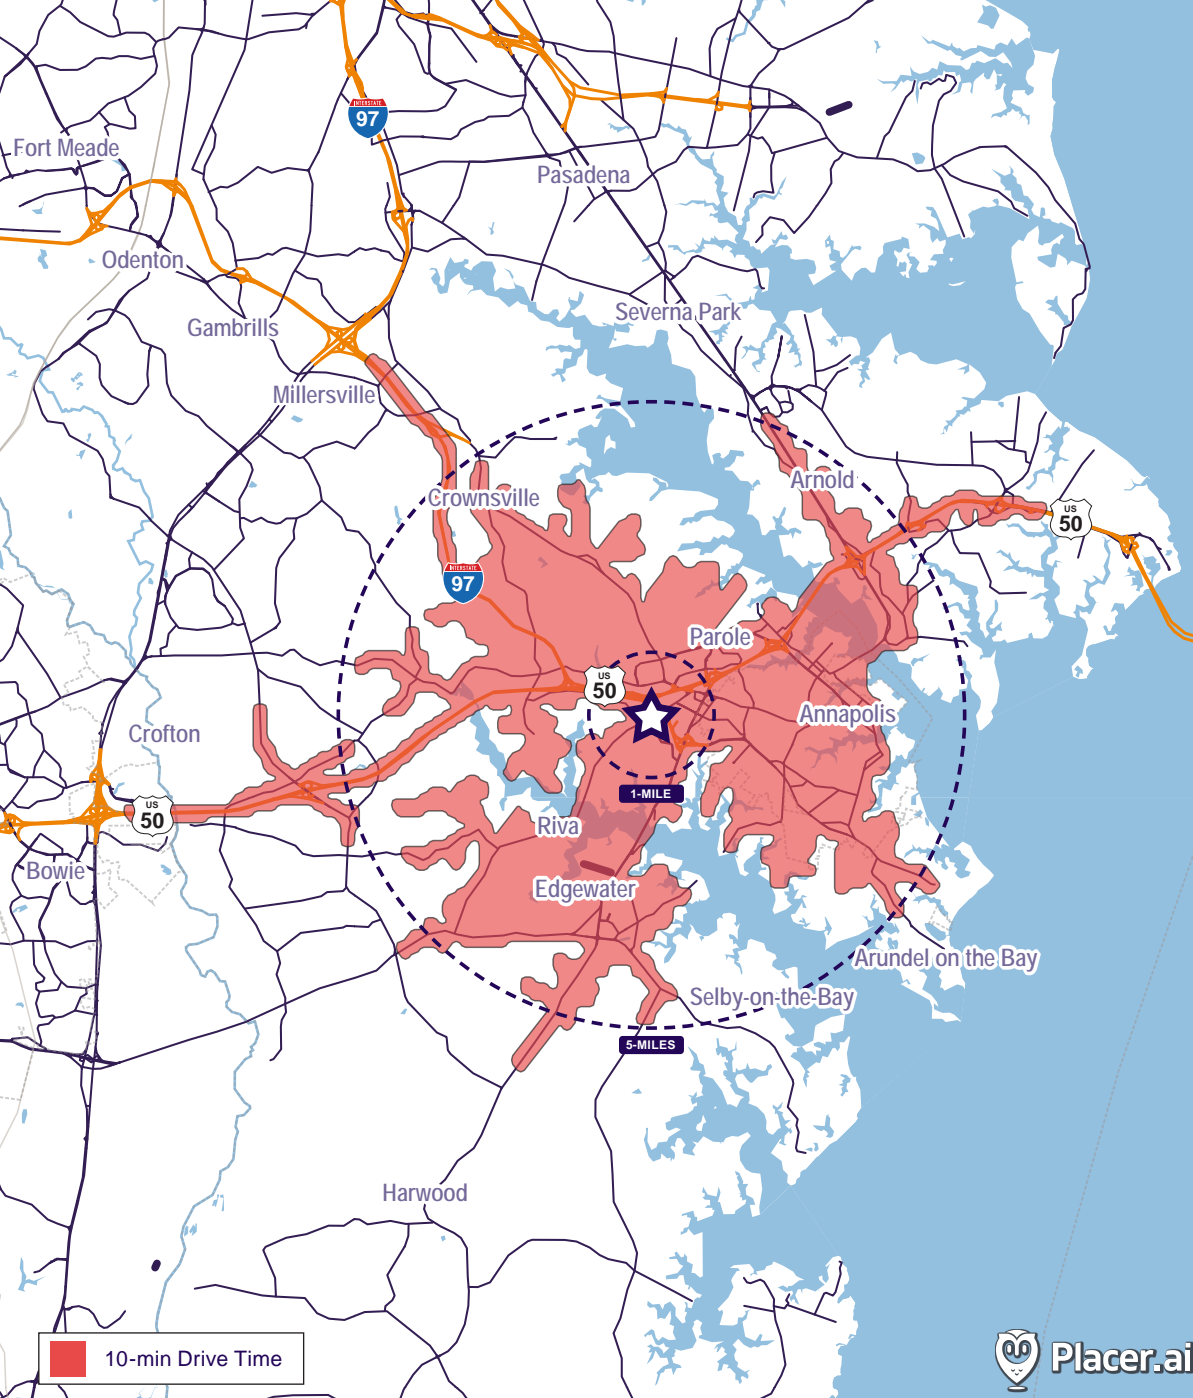 INTERSTATE
97
Fort Meade
Pasadena
Odenton
Severna Park
Gambrills
Millersville
Arnold
Crownsville
US
50
INTERSTATE
97
Parole
US
50
Annapolis
Crofton
1-MILE
US
50
Riva
Bowie
Edgewater
Arundel on the Bay
Selby-on-the-Bay
5-MILES
Harwood
10-min Drive Time
Placer.ai